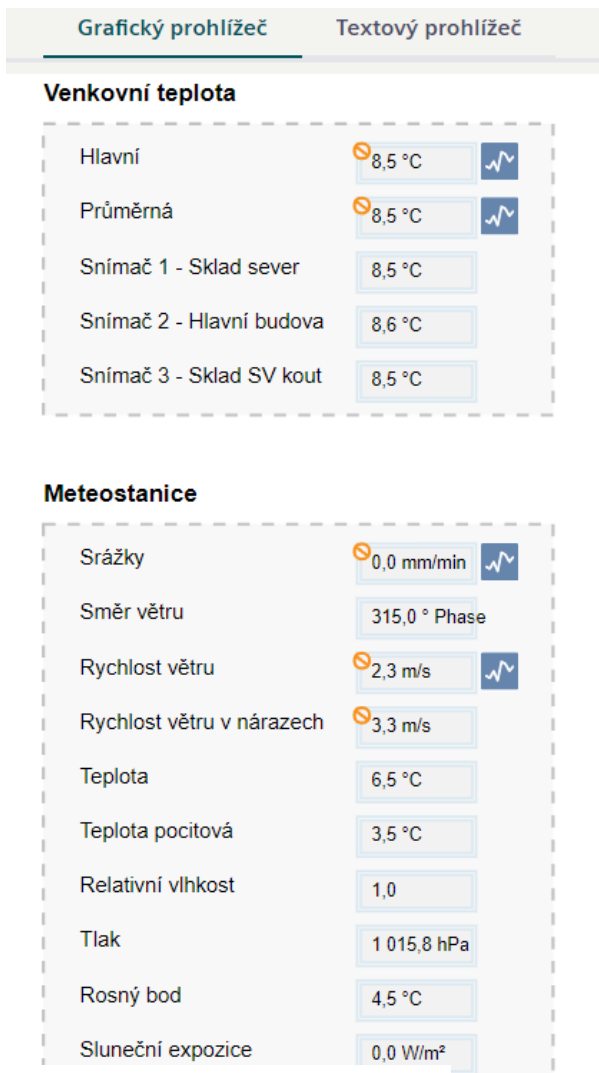 Grafický prohlížeč Textový prohlížeč
Venkovní teplota
Hlavní 8,5 °C
Průměrná 8,5 °C
Snímač 1 - Sklad sever 8,5 °C
Snímač 2 - Hlavní budova 8,6 °C
Snímač 3 - Sklad SV kout 8,5 °C
Meteostanice
Srážky 0,0 mm/min
Směr větru 315,0 ° Phase
Rychlost větru 2,3 m/s
Rychlost větru v nárazech 3,3 m/s
Teplota 6,5 °C
Teplota pocitová 3,5 °C
Relativní vlhkost 1,0
Tlak 1 015,8 hPa
Rosný bod 4,5 °C
Sluneční expozice 0,0 W/m²